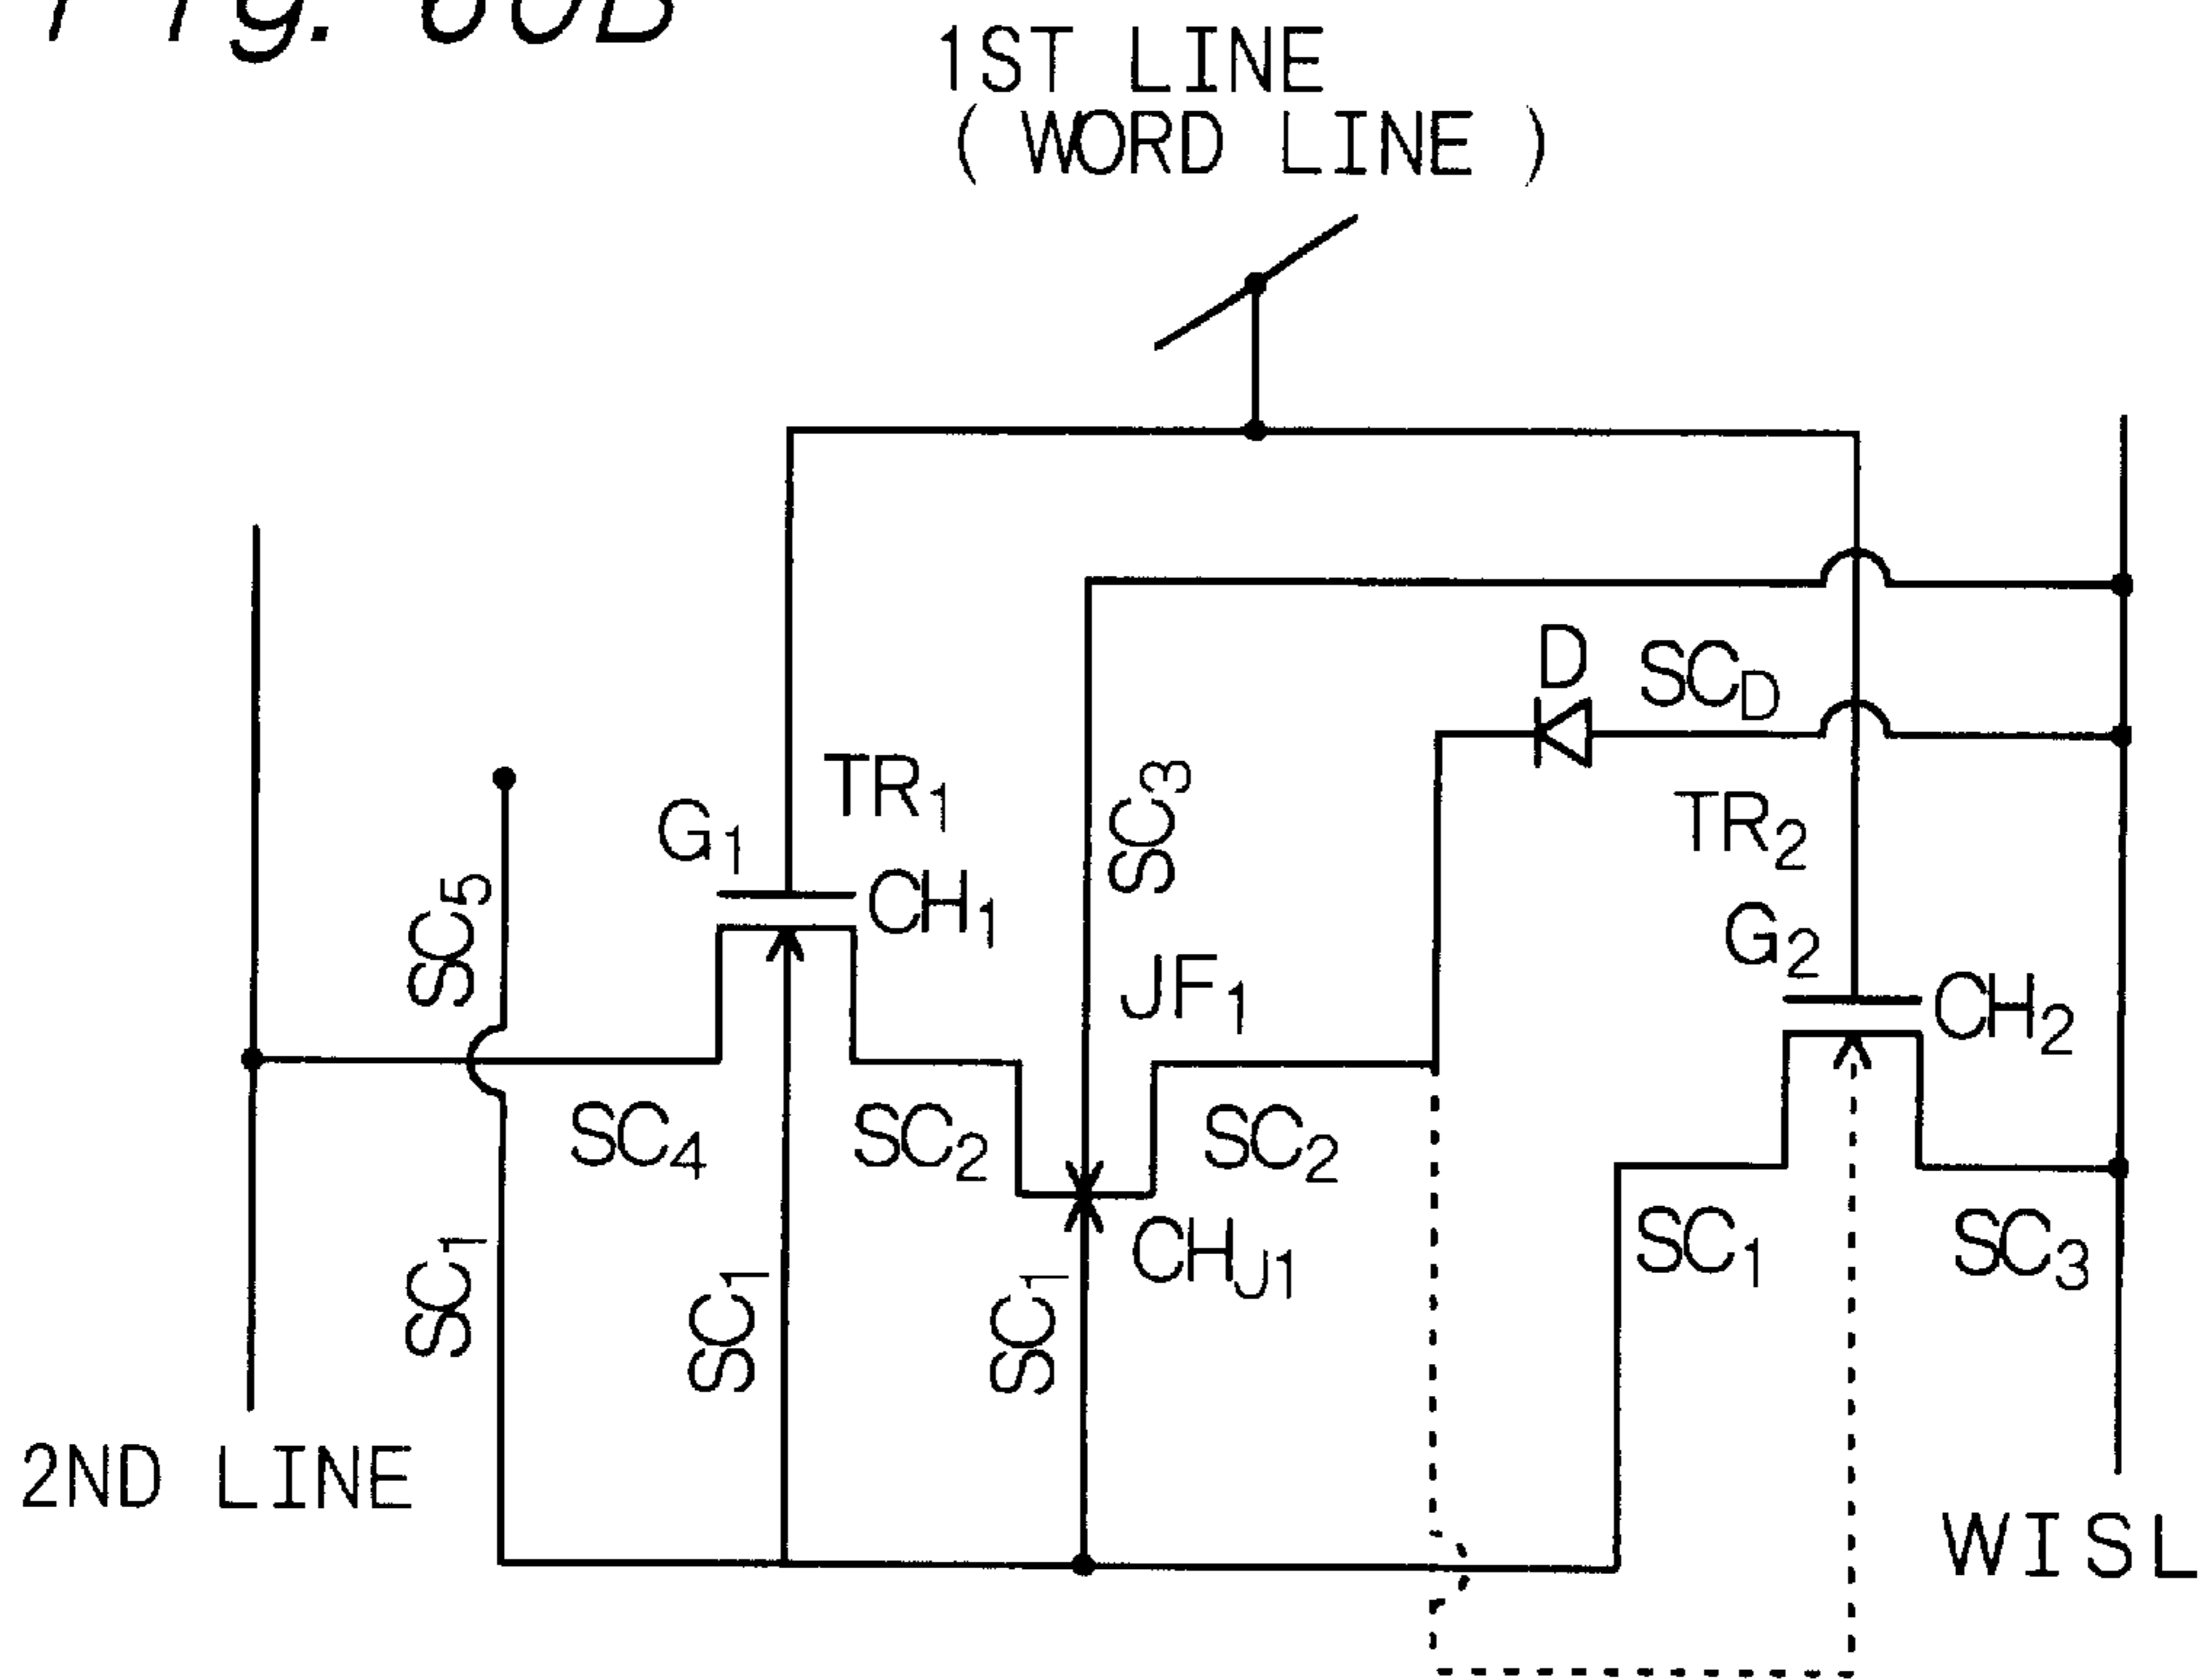 Fig.
1ST LINE
( WORD LINE )
D
SC_D
TR_1
G_1
CH_1
SC_3
TR_2
G_2
CH_2
SC_5
JF_1
SC_4
SC_2
SC_2
SC_1
SC_1
SC_1
CH_J1
SC_1
SC_3
2ND LINE
WISL